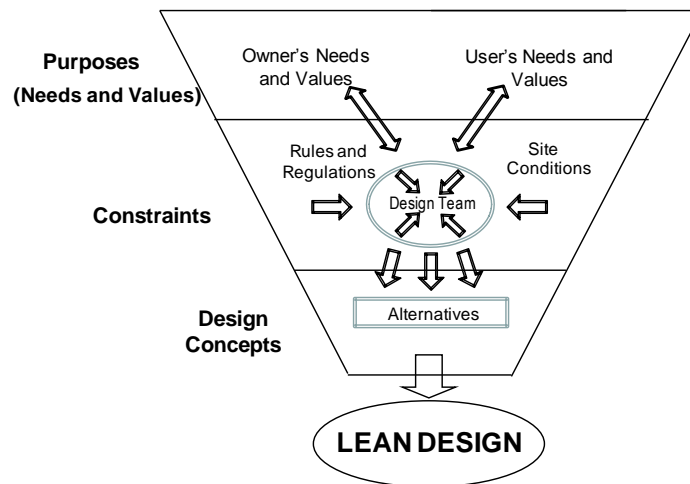 Purposes
(Needs and Values)
Owner's Needs
and Values
User's Needs and
Values
Constraints
Rules and
Regulations
Design Team
Site
Conditions
Design
Concepts
Alternatives
LEAN DESIGN